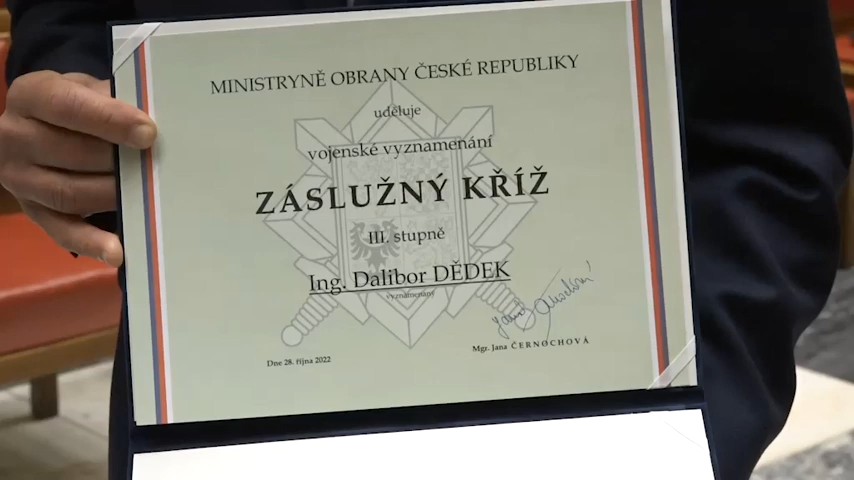 MINISTRYNĚ OBRANY ČESKÉ REPUBLIKY
uděluje
vojenské vyznamenání
ZÁSLUŽNÝ KŘÍŽ
III. stupně
Ing. Dalibor DĚDEK
vyznamenaný
Dne 28. října 2022
Mgr. Jana ČERNOCHOVÁ